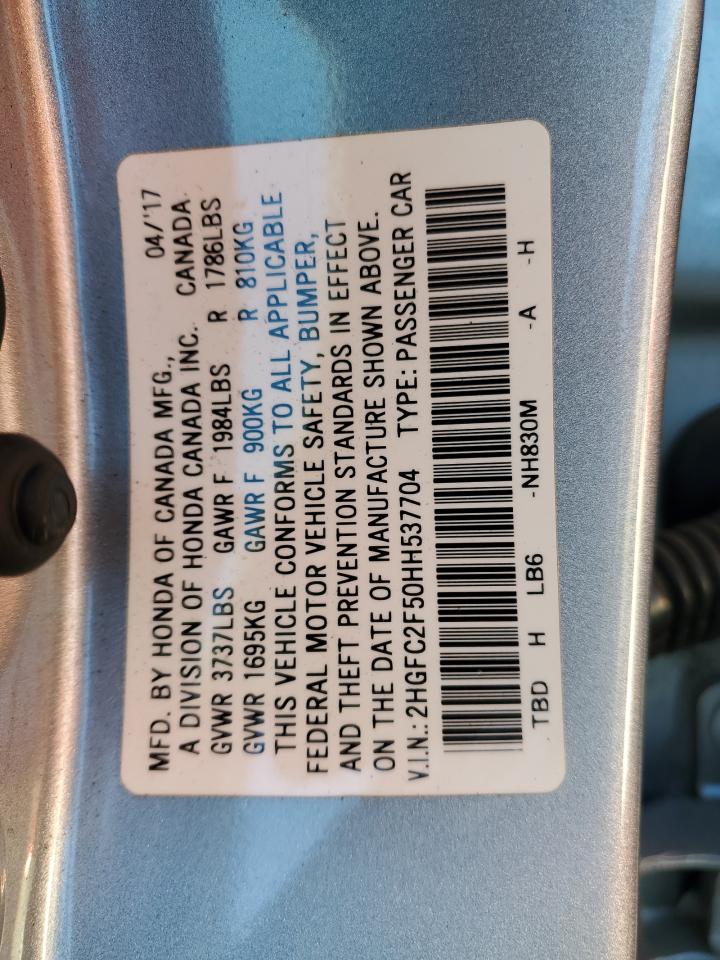 MFD. BY HONDA OF CANADA MFG., 04/'17
A DIVISION OF HONDA CANADA INC. CANADA
GVWR 3737LBS GAWR F 1984LBS R 1786LBS
GVWR 1695KG GAWR F 900KG R 810KG
THIS VEHICLE CONFORMS TO ALL APPLICABLE
FEDERAL MOTOR VEHICLE SAFETY, BUMPER,
AND THEFT PREVENTION STANDARDS IN EFFECT
ON THE DATE OF MANUFACTURE SHOWN ABOVE.
V.I.N.: 2HGFC2F50HH537704 TYPE: PASSENGER CAR
TBD H LB6 -NH830M -A -H